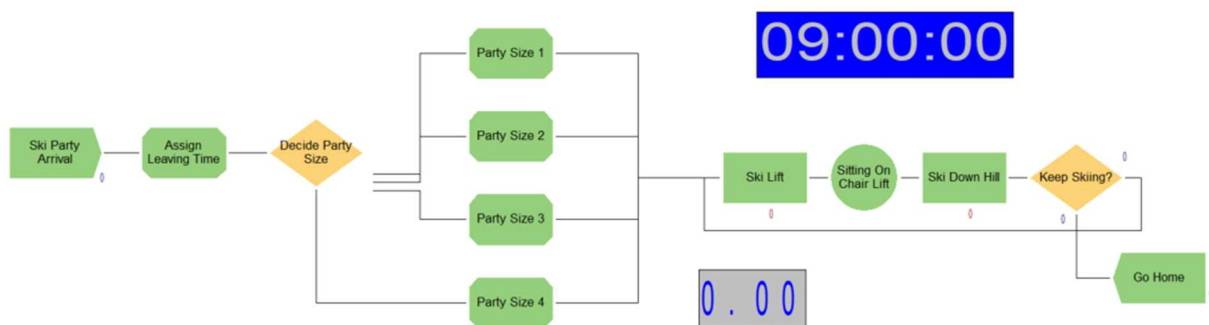 Party Size 1
09:00:00
Ski Party
Arrival
0
Assign
Leaving Time
Decide Party
Size
Party Size 2
Party Size 3
Party Size 4
Ski Lift
0
Sitting On
Chair Lift
Ski Down Hill
0
Keep Skiing?
0
0
Go Home
0.00